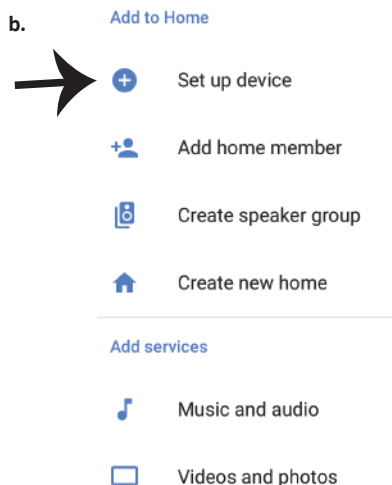 b.
Add to Home
Set up device
Add home member
Create speaker group
Create new home
Add services
Music and audio
Videos and photos